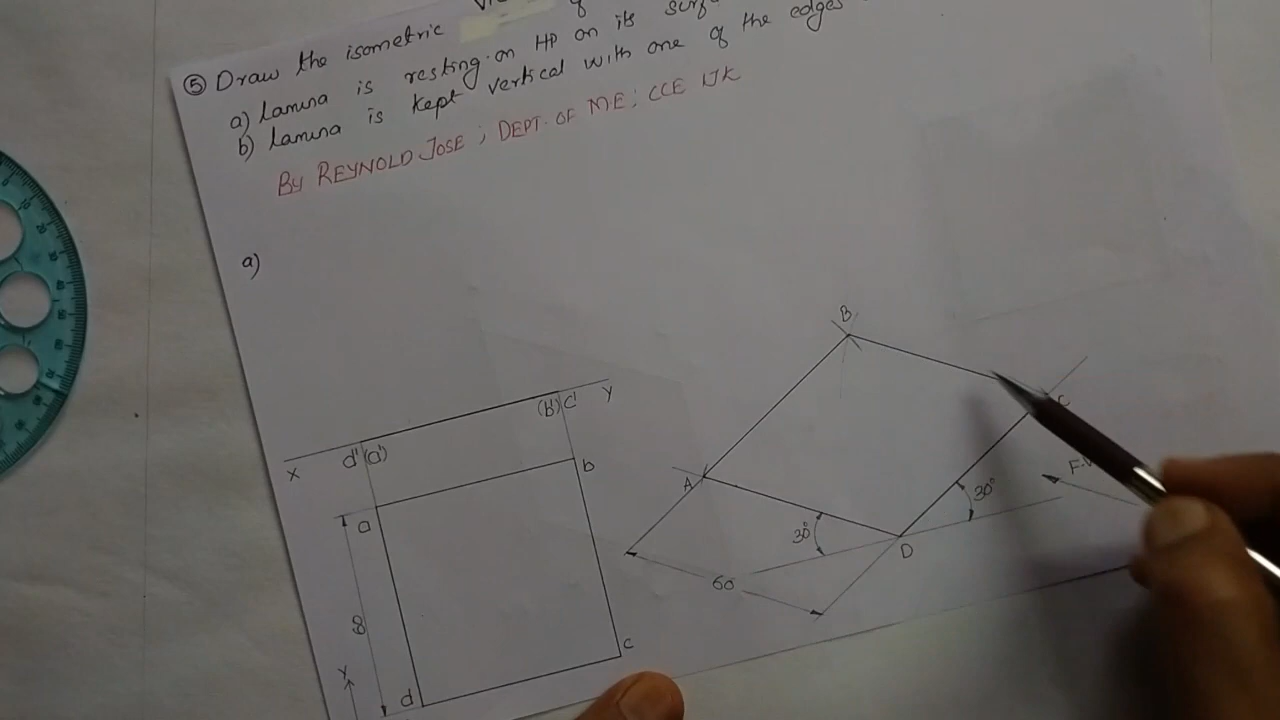 ⑤ Draw the isometric
a) Lamina is resting on HP on its
b) Lamina is kept vertical with one of the edges
By REYNOLD JOSE ; DEPT. OF ME ; CCE IJK
a)
B
(b') c' Y
X d' (a')
b
C
A
a
30°
F.V
30°
D
60
c
Y
d